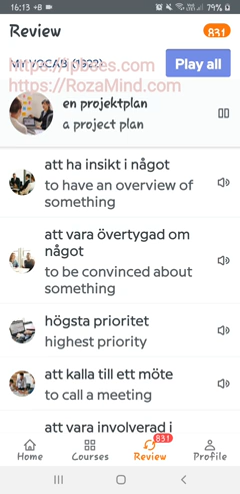 16:13 +8 79%
Review
831
MY VOCAB (1322)
https://ipeses.com
Play all
https://RozaMind.com
en projektplan
a project plan
att ha insikt i något
to have an overview of
something
att vara övertygad om
något
to be convinced about
something
högsta prioritet
highest priority
att kalla till ett möte
to call a meeting
att vara involverad i
831
Home Courses Review Profile